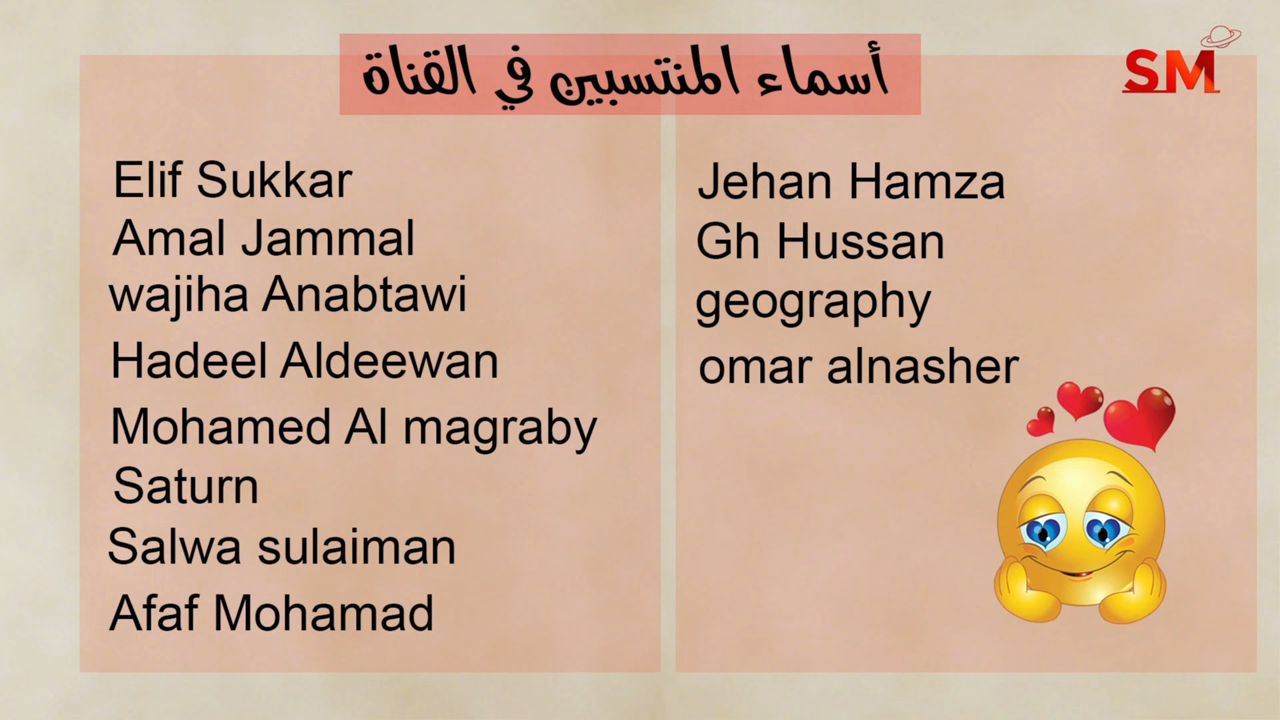 أسماء المنتسبين في القناة
SM
Elif Sukkar
Amal Jammal
wajiha Anabtawi
Hadeel Aldeewan
Mohamed Al magraby
Saturn
Salwa sulaiman
Afaf Mohamad
Jehan Hamza
Gh Hussan
geography
omar alnasher